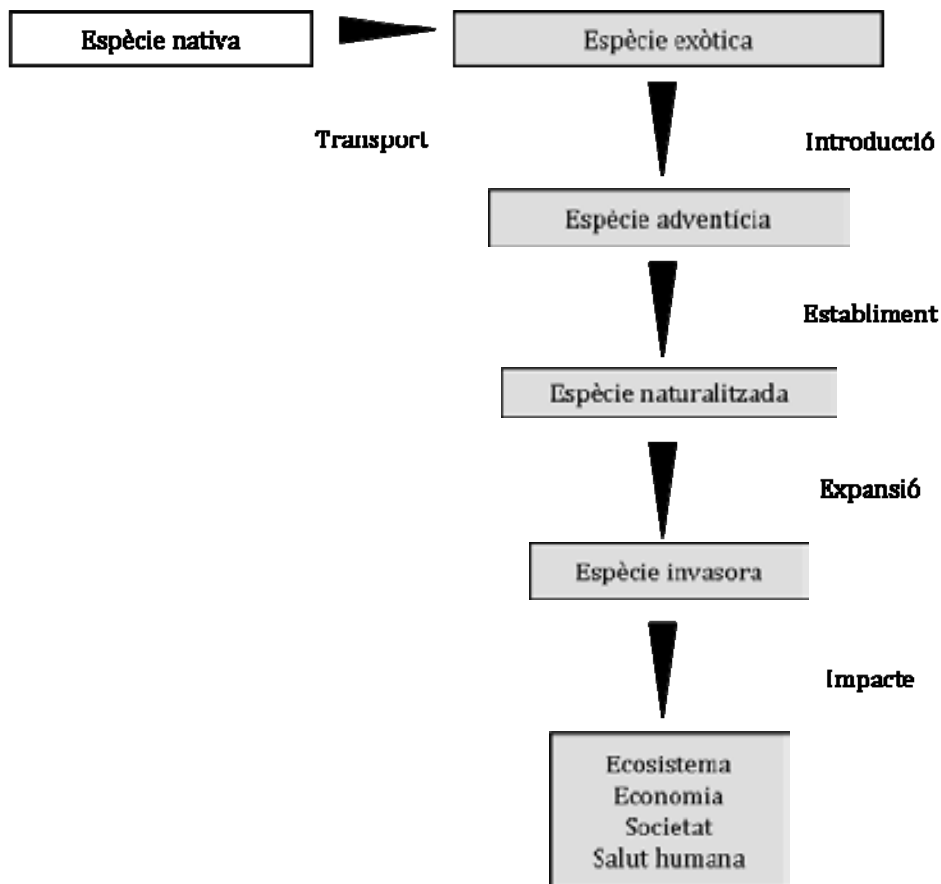 Espècie nativa
Espècie exòtica
Transport
Introducció
Espècie adventícia
Establiment
Espècie naturalitzada
Expansió
Espècie invasora
Impacte
Ecosistema
Economia
Societat
Salut humana